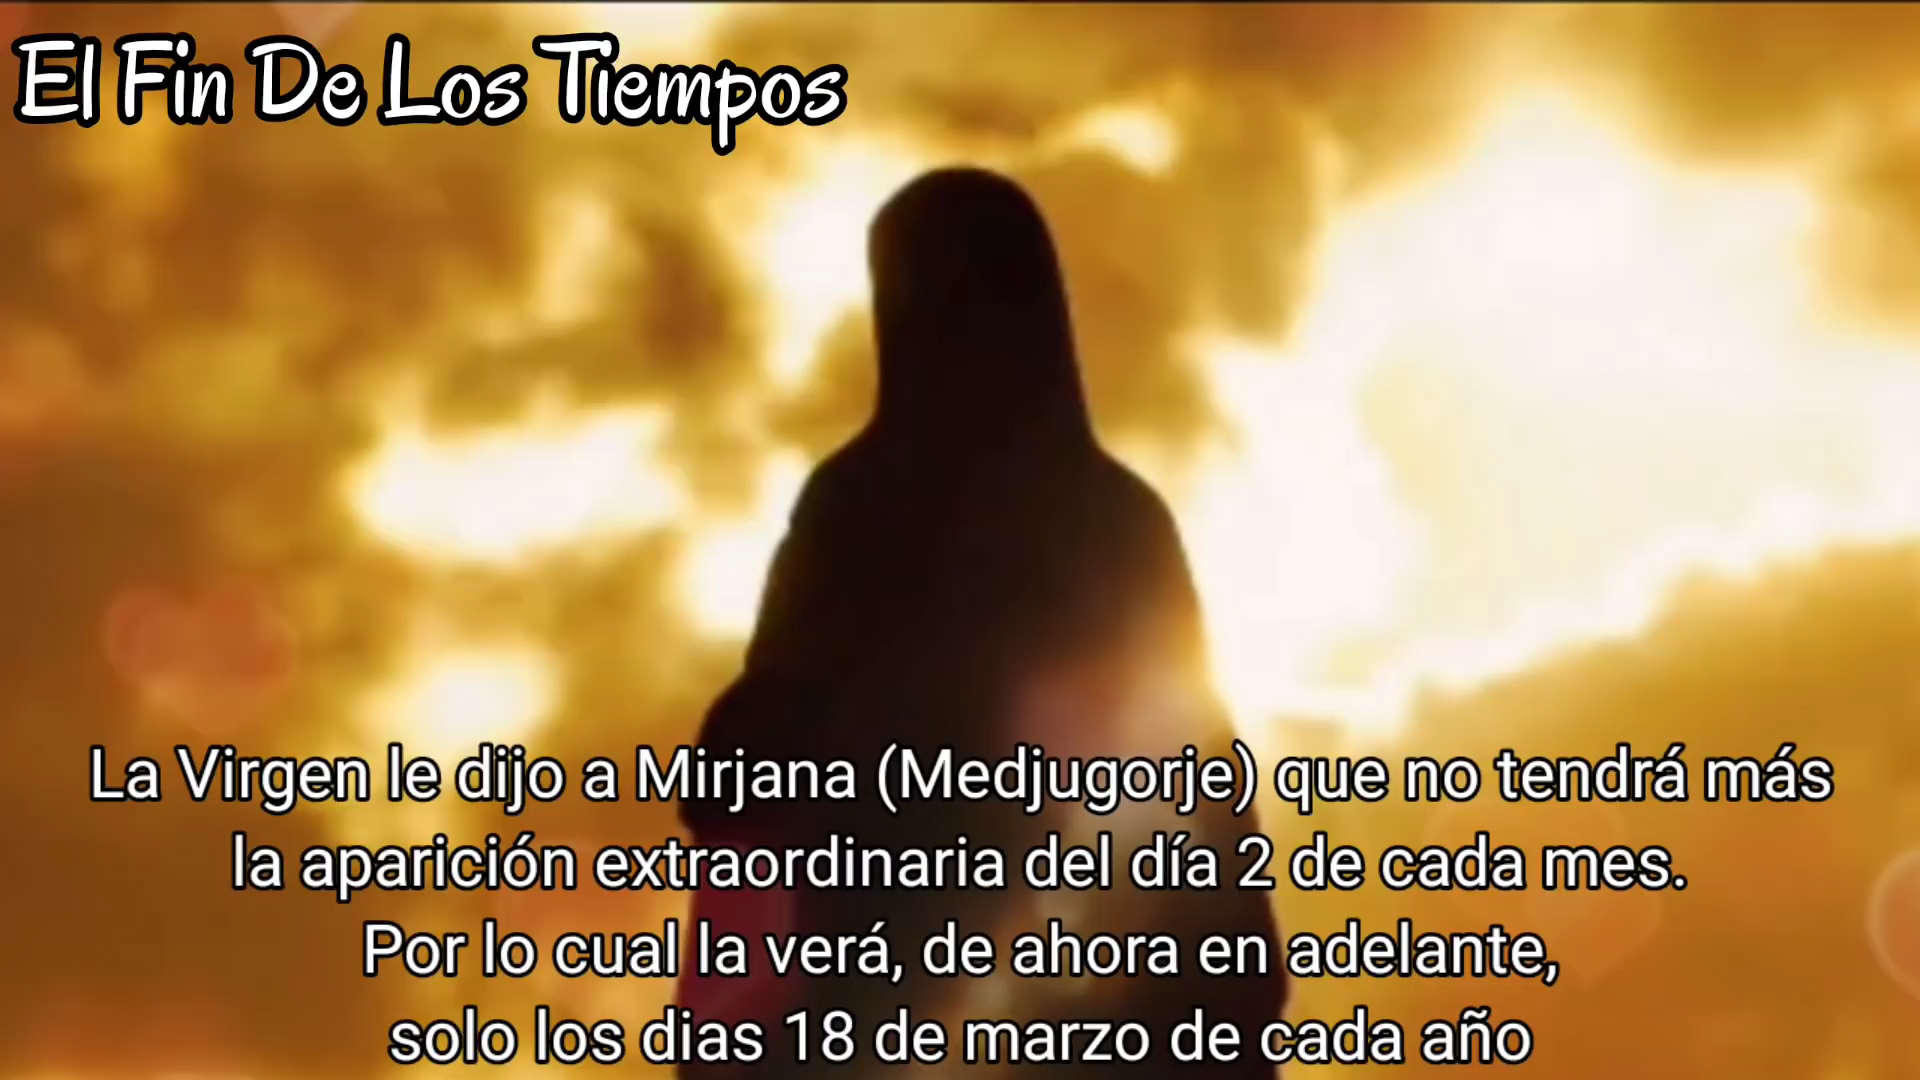 El Fin De Los Tiempos
La Virgen le dijo a Mirjana (Medjugorje) que no tendrá más
la aparición extraordinaria del día 2 de cada mes.
Por lo cual la verá, de ahora en adelante,
solo los dias 18 de marzo de cada año